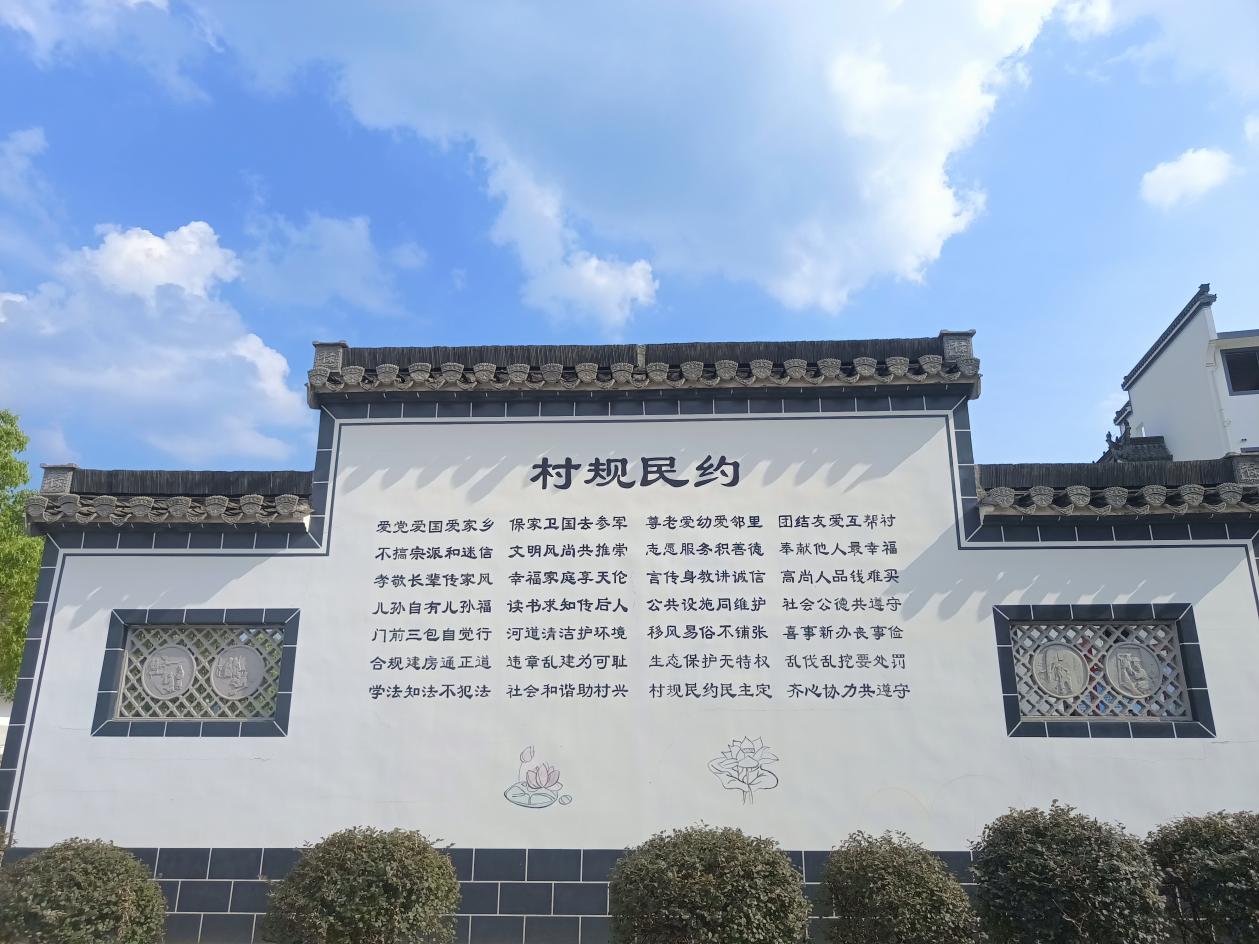 村规民约
爱党爱国爱家乡 保家卫国去参军 尊老爱幼爱邻里 团结友爱互帮衬
不搞宗派和迷信 文明风尚共推崇 志愿服务积善德 奉献他人最幸福
孝敬长辈传家风 幸福家庭享天伦 言传身教讲诚信 高尚人品钱难买
儿孙自有儿孙福 读书求知传后人 公共设施同维护 社会公德共遵守
门前三包自觉行 河道清洁护环境 移风易俗不铺张 喜事新办丧事俭
合规建房通正道 违章乱建为可耻 生态保护无特权 乱伐乱挖要处罚
学法知法不犯法 社会和谐助村兴 村规民约民主定 齐心协力共遵守